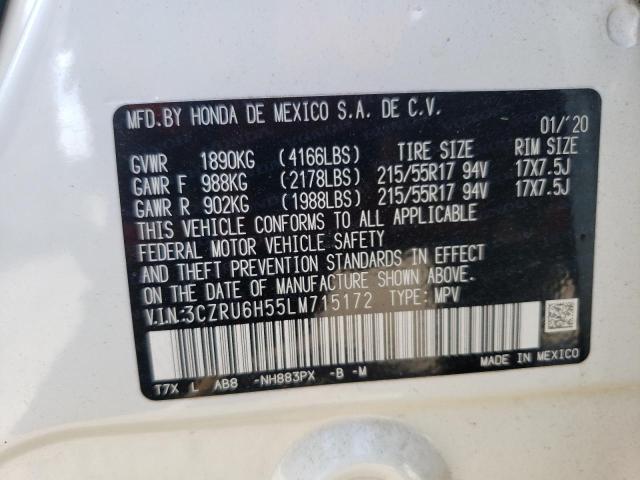 MFD.BY HONDA DE MEXICO S.A. DE C.V.
01/'20
GVWR 1890KG (4166LBS) TIRE SIZE RIM SIZE
GAWR F 988KG (2178LBS) 215/55R17 94V 17X7.5J
GAWR R 902KG (1988LBS) 215/55R17 94V 17X7.5J
THIS VEHICLE CONFORMS TO ALL APPLICABLE
FEDERAL MOTOR VEHICLE SAFETY
AND THEFT PREVENTION STANDARDS IN EFFECT
ON THE DATE OF MANUFACTURE SHOWN ABOVE.
V.I.N:3CZRU6H55LM715172 TYPE: MPV
T7X L AB8 -NH883PX -B -M
MADE IN MEXICO